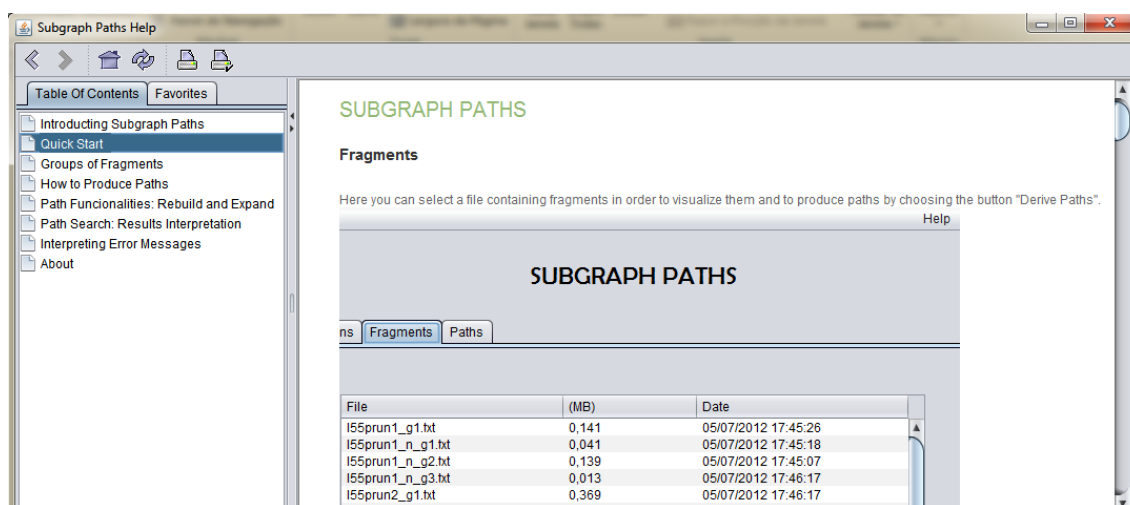 Subgraph Paths Help
Table Of Contents Favorites
Introducting Subgraph Paths
Quick Start
Groups of Fragments
How to Produce Paths
Path Funcionalities: Rebuild and Expand
Path Search: Results Interpretation
Interpreting Error Messages
About
SUBGRAPH PATHS
Fragments
Here you can select a file containing fragments in order to visualize them and to produce paths by choosing the button "Derive Paths".
Help
SUBGRAPH PATHS
ns Fragments Paths
File (MB) Date
I55prun1_g1.txt 0,141 05/07/2012 17:45:26
I55prun1_n_g1.txt 0,041 05/07/2012 17:45:18
I55prun1_n_g2.txt 0,139 05/07/2012 17:45:07
I55prun1_n_g3.txt 0,013 05/07/2012 17:46:17
I55prun2_g1.txt 0,369 05/07/2012 17:46:17